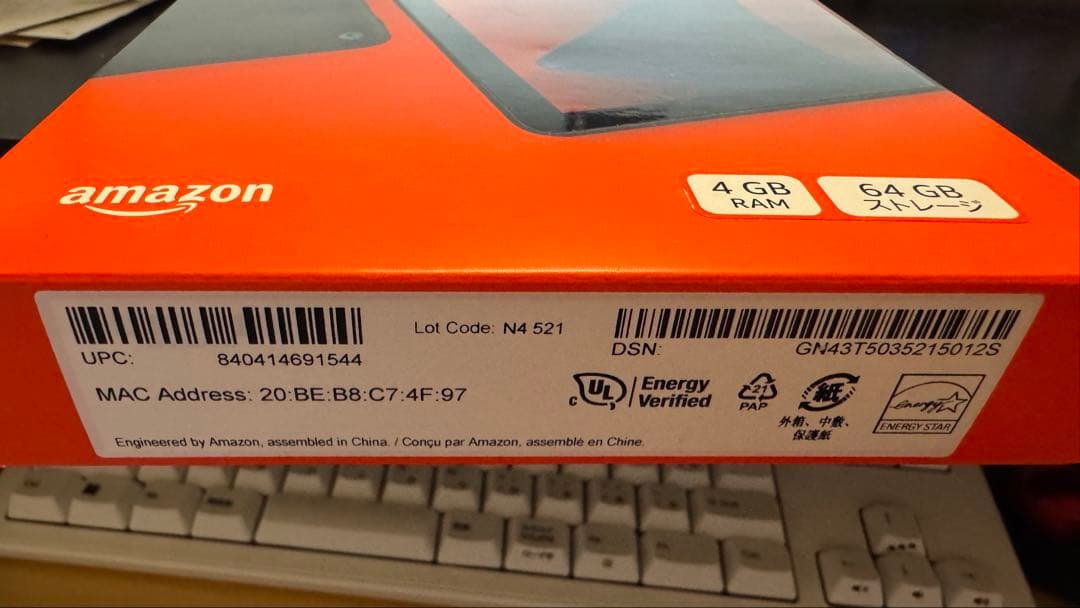 amazon
4 GB
RAM
64 GB
ストレージ
Lot Code: N4 521
UPC: 840414691544
DSN: GN43T5035215012S
MAC Address: 20:BE:B8:C7:4F:97
c UL Energy Verified
21
PAP
紙
外箱、中敷、
保護紙
energy
ENERGY STAR
Engineered by Amazon, assembled in China. / Conçu par Amazon, assemblé en Chine.